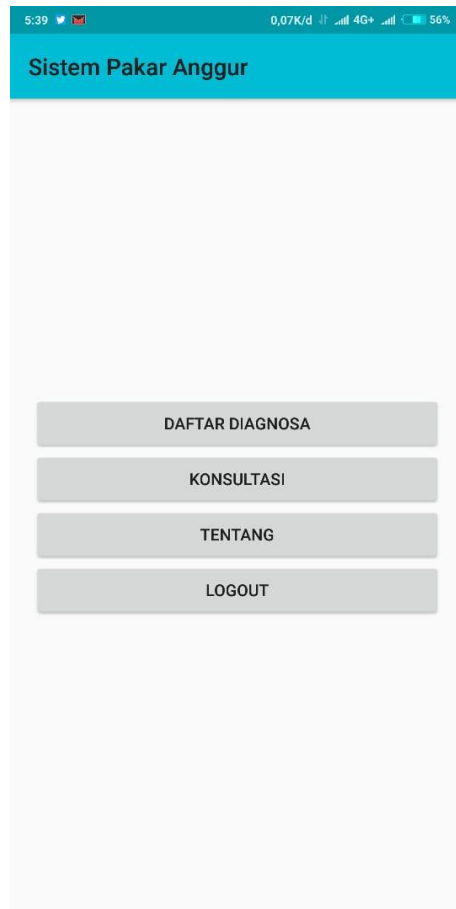 5:39 0,07K/d 4G+ 56%
Sistem Pakar Anggur
DAFTAR DIAGNOSA
KONSULTASI
TENTANG
LOGOUT